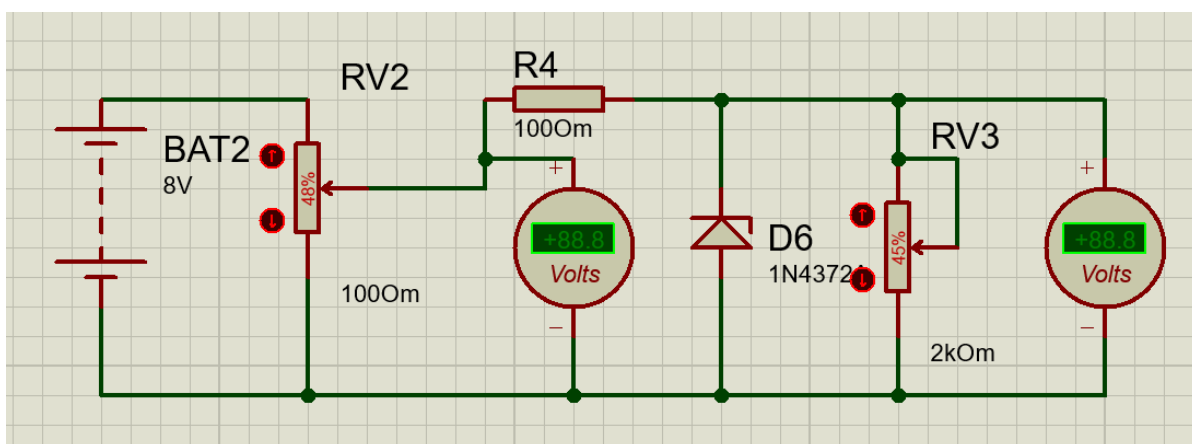 RV2
R4
BAT2
8V
48%
100Om
100Om
+
+88.8
Volts
−
D6
1N4372
RV3
45%
2kOm
+
+88.8
Volts
−